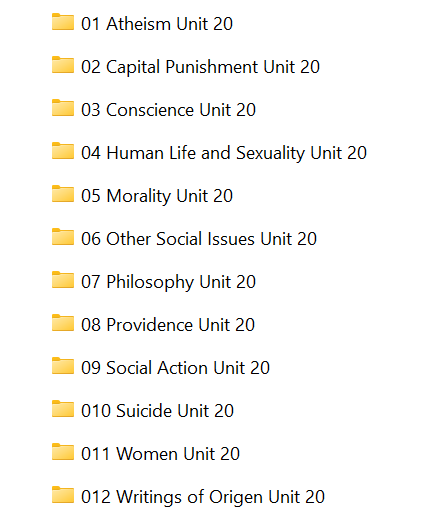 01 Atheism Unit 20
02 Capital Punishment Unit 20
03 Conscience Unit 20
04 Human Life and Sexuality Unit 20
05 Morality Unit 20
06 Other Social Issues Unit 20
07 Philosophy Unit 20
08 Providence Unit 20
09 Social Action Unit 20
010 Suicide Unit 20
011 Women Unit 20
012 Writings of Origen Unit 20